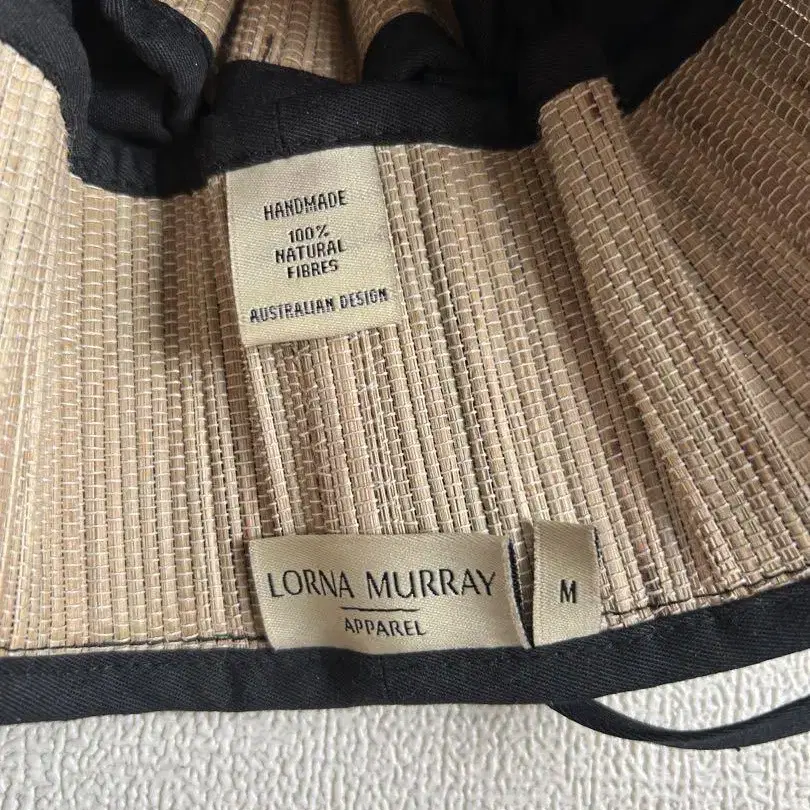 HANDMADE
100%
NATURAL
FIBRES
AUSTRALIAN DESIGN
LORNA MURRAY
APPAREL
M